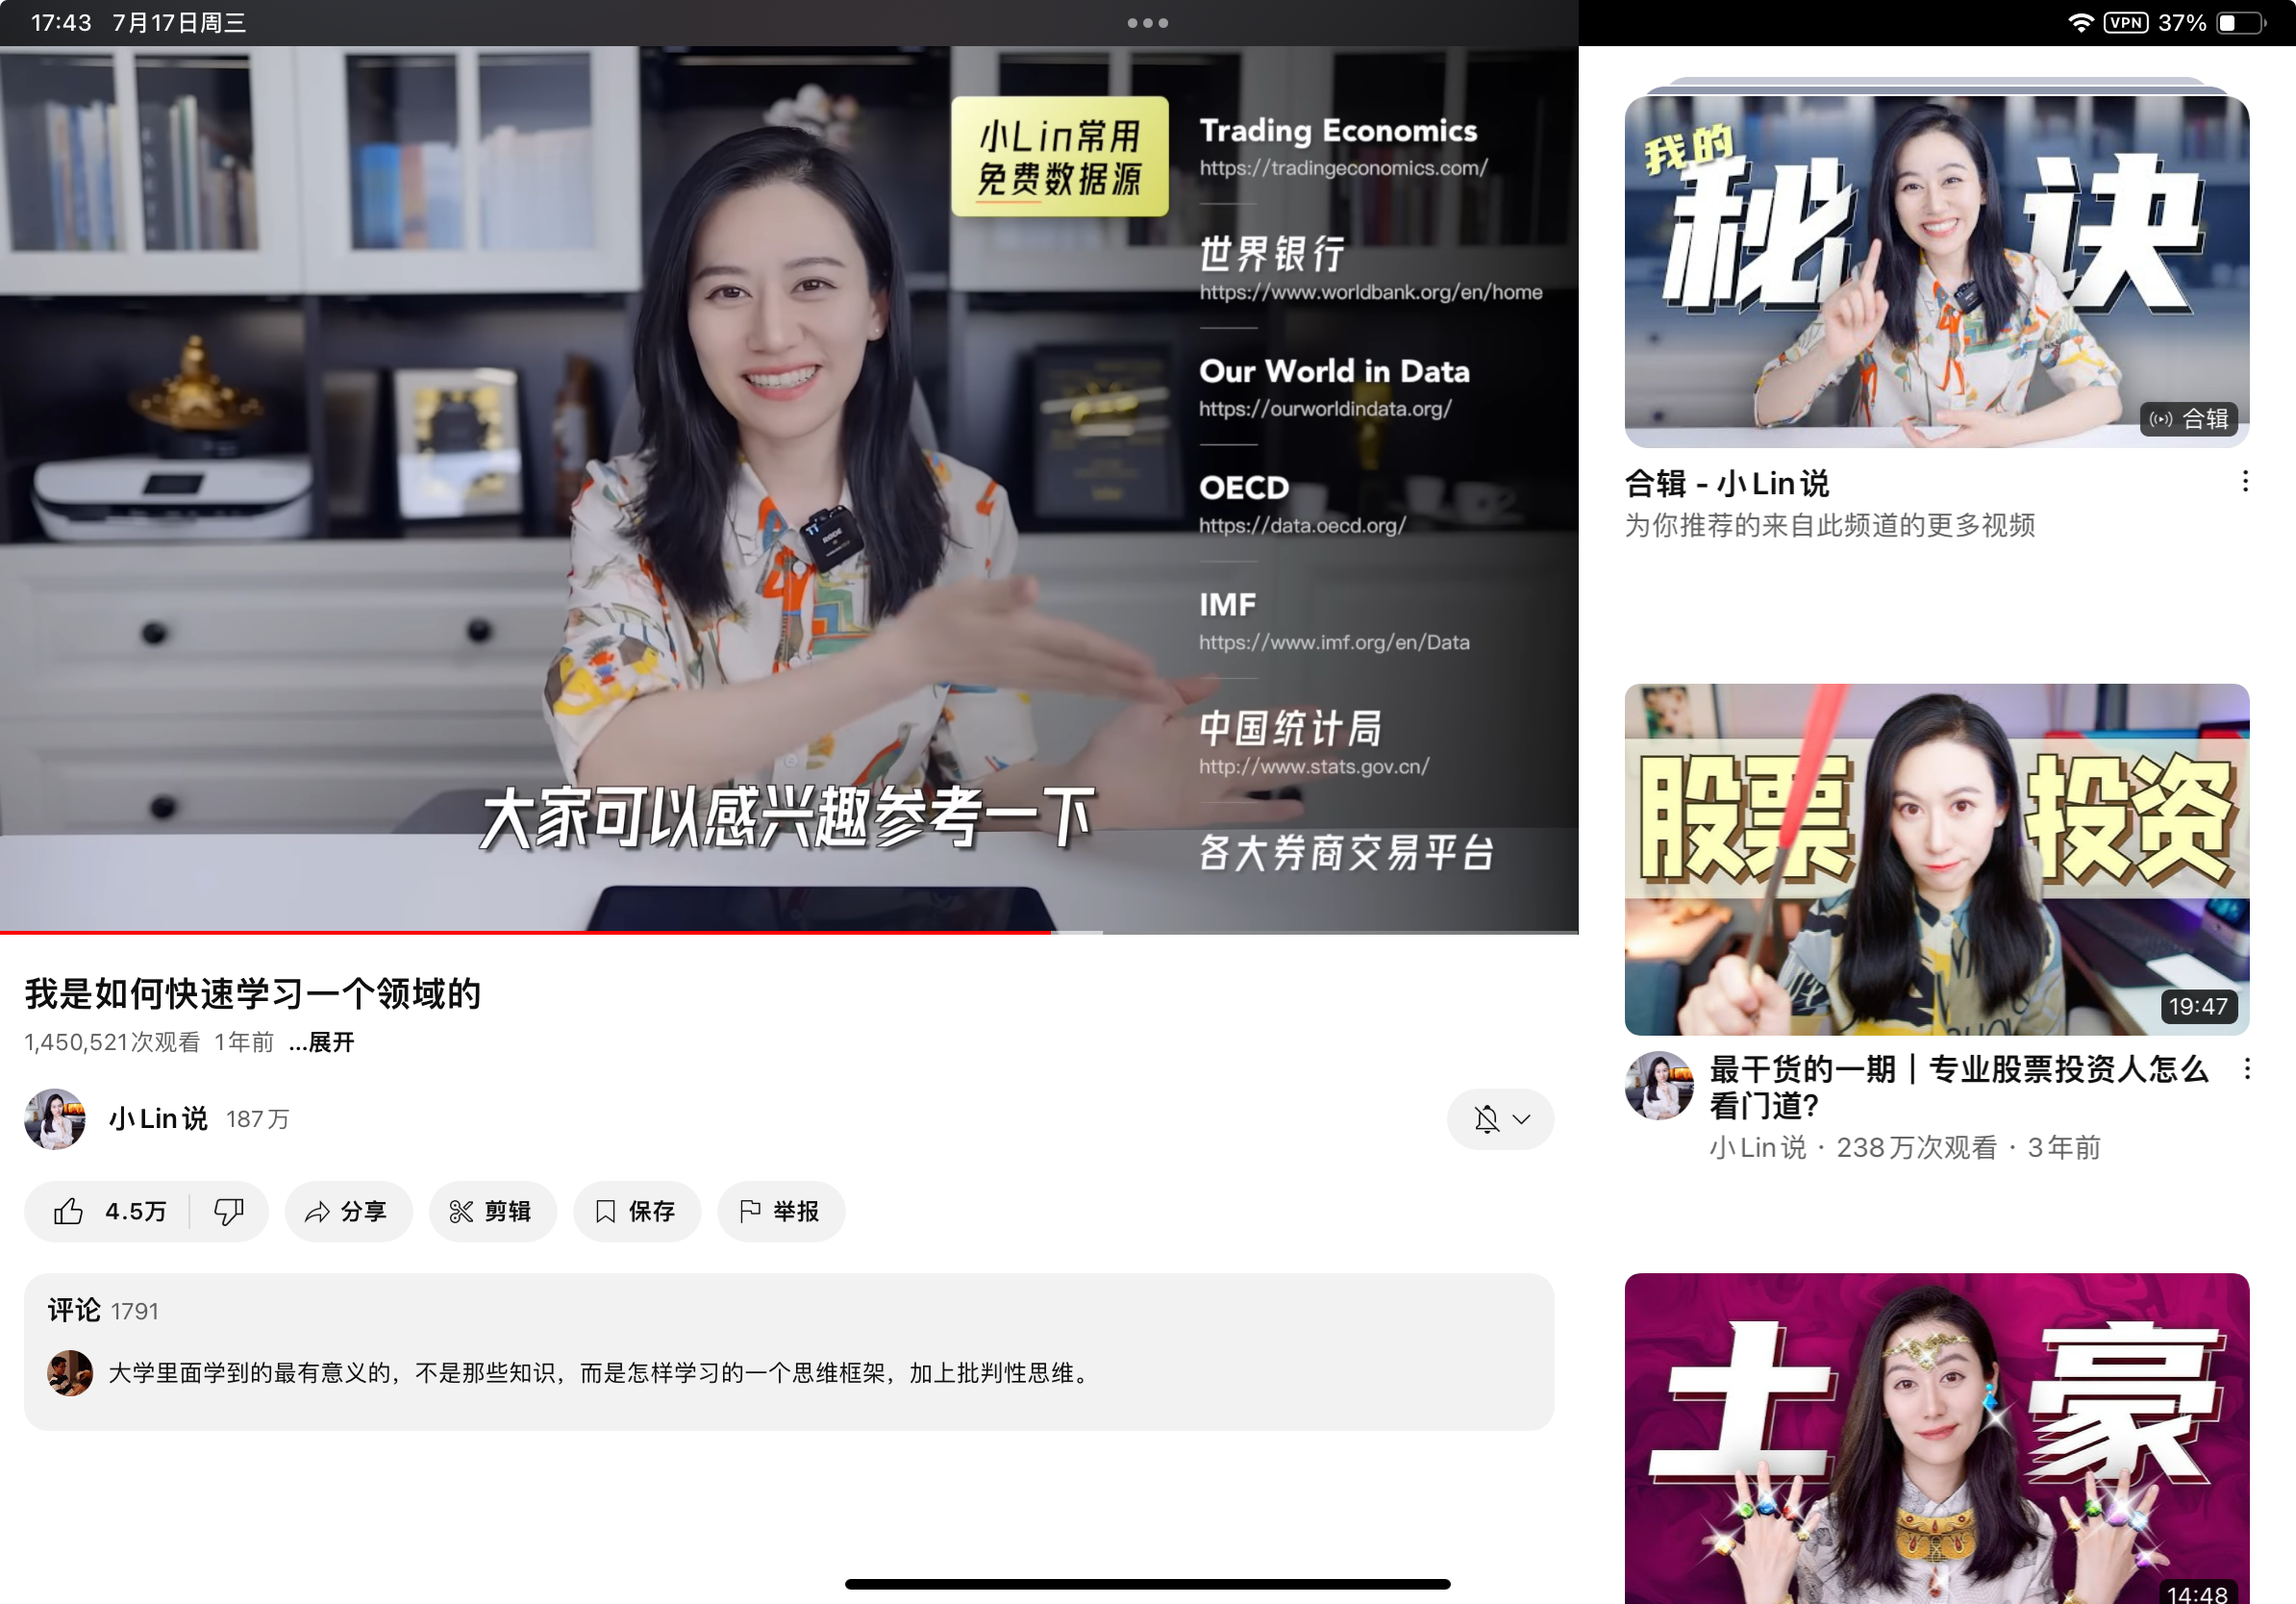 17:43 7月17日周三
VPN 37%
小Lin常用
免费数据源
Trading Economics
https://tradingeconomics.com/
世界银行
https://www.worldbank.org/en/home
Our World in Data
https://ourworldindata.org/
OECD
https://data.oecd.org/
IMF
https://www.imf.org/en/Data
中国统计局
http://www.stats.gov.cn/
各大券商交易平台
RØDE
大家可以感兴趣参考一下
我是如何快速学习一个领域的
1,450,521次观看 1年前 ...展开
小Lin说 187万
4.5万
分享
剪辑
保存
举报
评论 1791
大学里面学到的最有意义的，不是那些知识，而是怎样学习的一个思维框架，加上批判性思维。
我的
秘诀
合辑
合辑 - 小Lin说
为你推荐的来自此频道的更多视频
股票投资
19:47
最干货的一期｜专业股票投资人怎么
看门道?
小Lin说 · 238万次观看 · 3年前
土豪
14:48